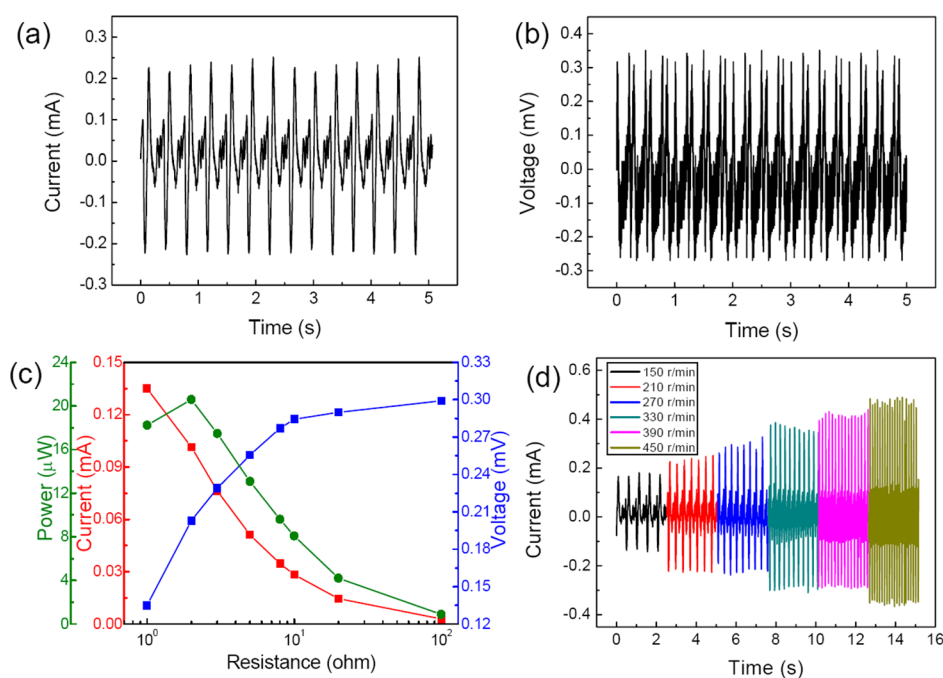 (a)
Current (mA)
0.3
0.2
0.1
0.0
-0.1
-0.2
-0.3
0 1 2 3 4 5
Time (s)
(b)
Voltage (mV)
0.4
0.3
0.2
0.1
0.0
-0.1
-0.2
-0.3
0 1 2 3 4 5
Time (s)
(c)
Power (μW)
24
20
16
12
8
4
0
Current (mA)
0.15
0.12
0.09
0.06
0.03
0.00
Voltage (mV)
0.33
0.30
0.29
0.23
0.18
0.15
0.12
10⁰ 10¹ 10²
Resistance (ohm)
(d)
150 r/min
210 r/min
270 r/min
330 r/min
390 r/min
450 r/min
Current (mA)
0.6
0.4
0.2
0.0
-0.2
-0.4
0 2 4 6 8 10 12 14 16
Time (s)